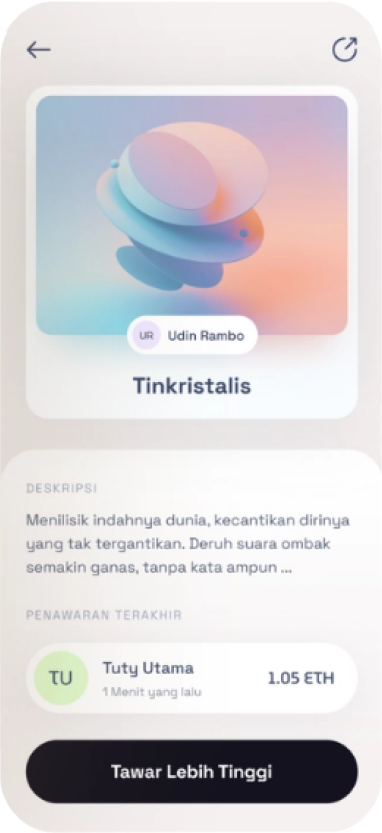 UR Udin Rambo
Tinkristalis
DESKRIPSI
Menilisik indahnya dunia, kecantikan dirinya
yang tak tergantikan. Deruh suara ombak
semakin ganas, tanpa kata ampun ...
PENAWARAN TERAKHIR
TU Tuty Utama 1.05 ETH
1 Menit yang lalu
Tawar Lebih Tinggi